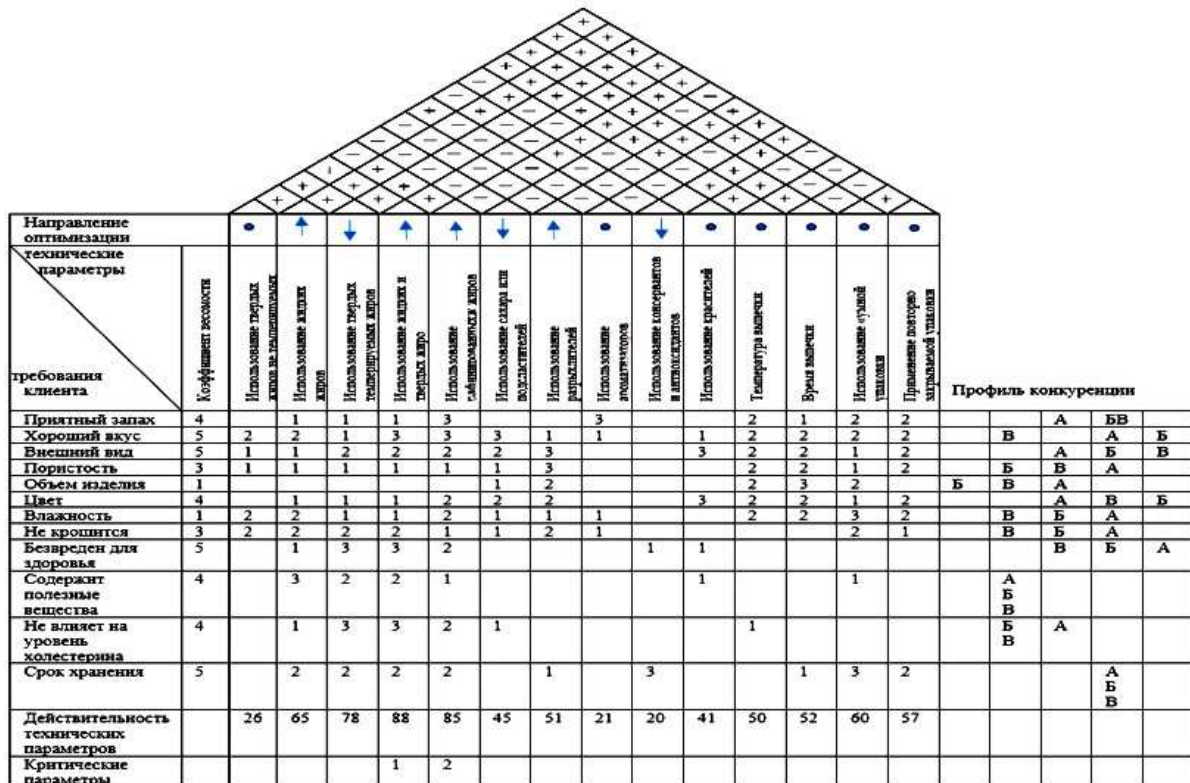 Направление
оптимизации
технические
параметры
требования
клиента
Коэффициент весомости
Использование твердых
Использование жидких
жиров
Использование твердых
темперируемых жиров
Использование жидких и
твердых жиро
Использование
жиров
Использование сахара или
подсластителей
Использование
разрыхлителей
Использование
ароматизаторов
Использование консервантов
и антиоксидантов
Использование красителей
Температура выпечки
Время выпечки
Использование «умной
упаковки
Применение повторно
закрываемой упаковки
Профиль конкуренции
Приятный запах 4 1 1 1 3 3 2 1 2 2 А БВ
Хороший вкус 5 2 2 1 3 3 3 1 1 1 2 2 2 2 В А Б
Внешний вид 5 1 1 2 2 2 2 3 3 2 2 1 2 А Б В
Пористость 3 1 1 1 1 1 1 3 2 2 1 2 Б В А
Объем изделия 1 1 2 2 3 2 Б В А
Цвет 4 1 1 1 2 2 2 3 2 2 1 2 А В Б
Влажность 1 2 2 1 1 2 1 1 1 2 2 3 2 В Б А
Не крошится 3 2 2 2 2 1 1 2 1 2 1 В Б А
Безвреден для 5 1 3 3 2 1 1 В Б А
здоровья
Содержит 4 3 2 2 1 1 1 А
полезные Б
вещества В
Не влияет на 4 1 3 3 2 1 1 Б А
уровень В
холестерина
Срок хранения 5 2 2 2 2 1 3 1 3 2 А
Б
В
Действительность 26 65 78 88 85 45 51 21 20 41 50 52 60 57
технических
параметров
Критические 1 2
параметры